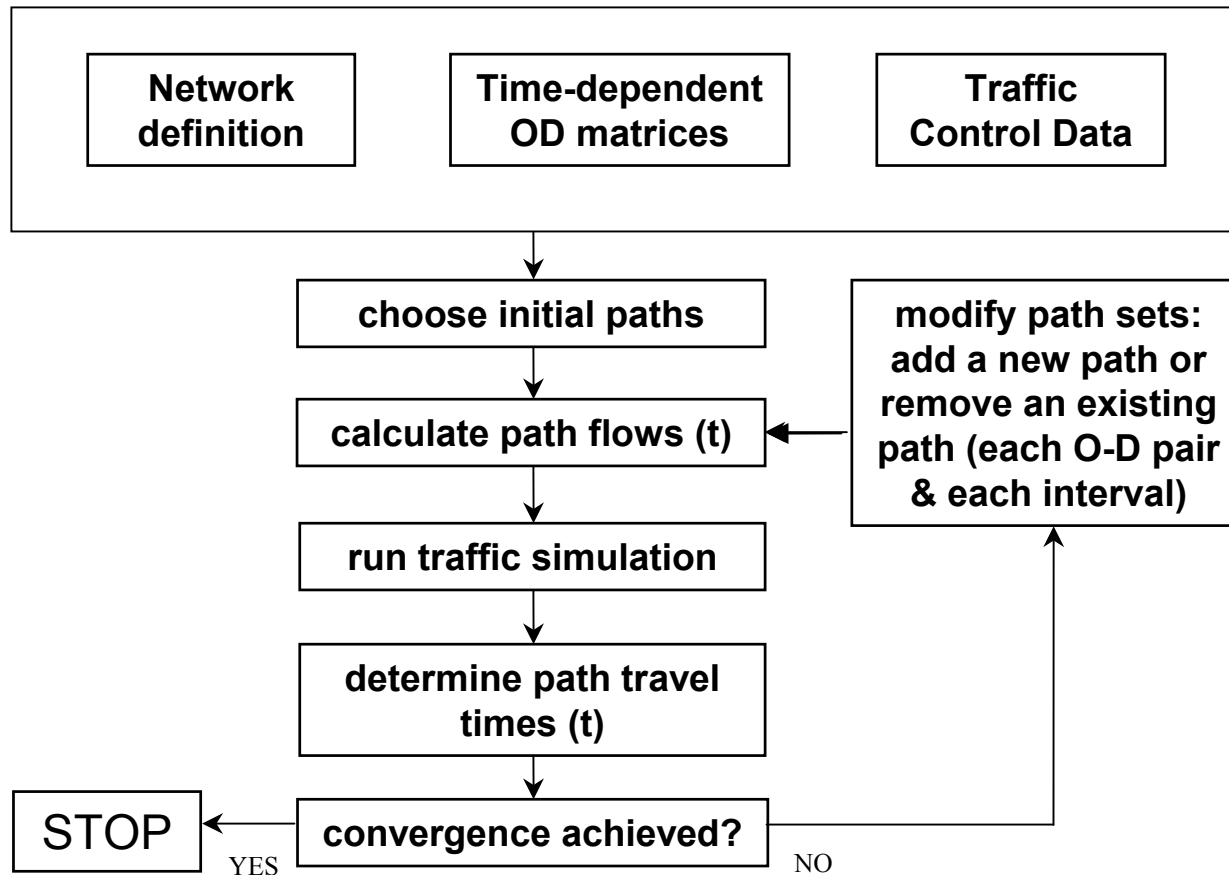 Network
definition
Time-dependent
OD matrices
Traffic
Control Data
choose initial paths
calculate path flows (t)
run traffic simulation
determine path travel
times (t)
convergence achieved?
STOP
YES
NO
modify path sets:
add a new path or
remove an existing
path (each O-D pair
& each interval)